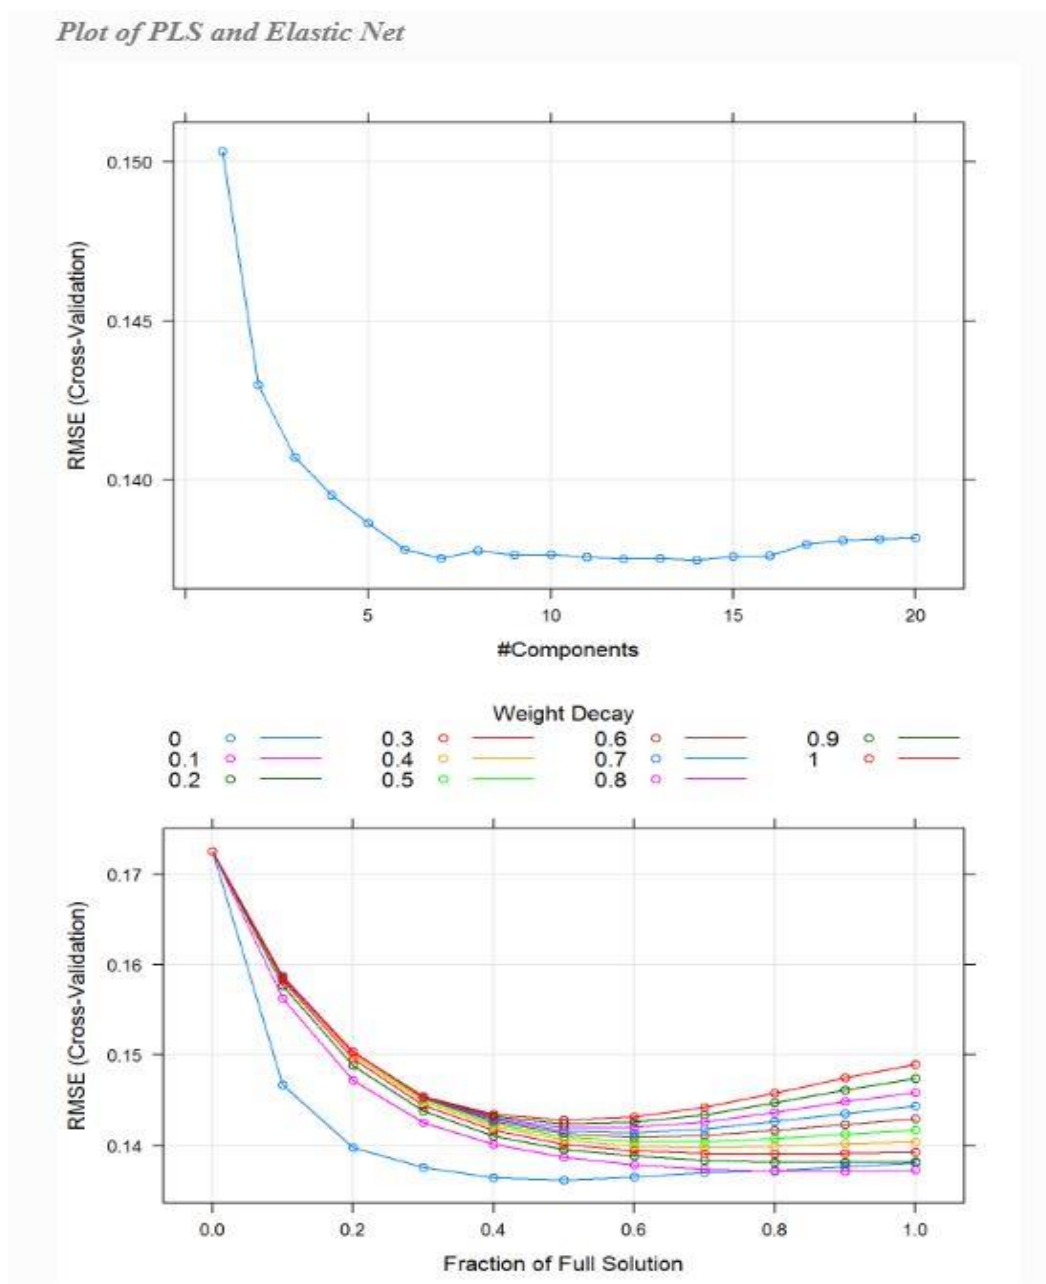 Plot of PLS and Elastic Net
0.150
0.145
0.140
RMSE (Cross-Validation)
5 10 15 20
#Components
Weight Decay
0 0.3 0.6 0.9
0.1 0.4 0.7 1
0.2 0.5 0.8
0.17
0.16
0.15
0.14
RMSE (Cross-Validation)
0.0 0.2 0.4 0.6 0.8 1.0
Fraction of Full Solution